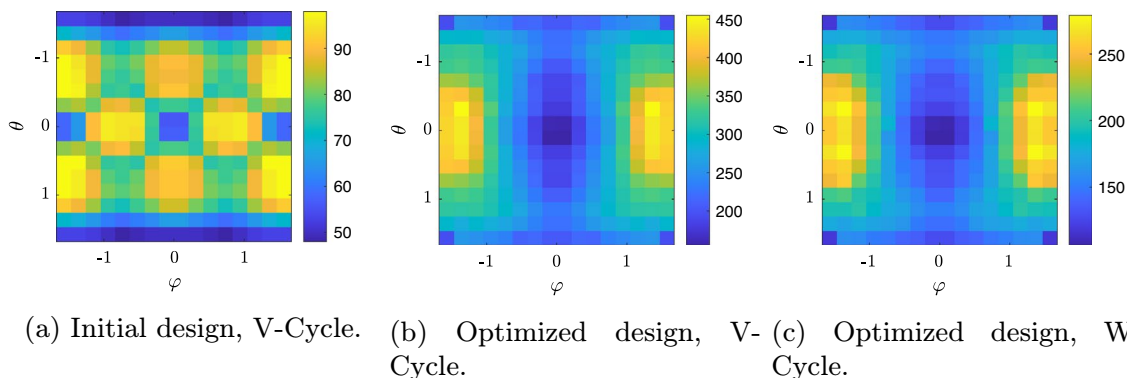 90
80
70
60
50
-1
0
1
θ
-1
0
1
φ
(a) Initial design, V-Cycle.
450
400
350
300
250
200
-1
0
1
θ
-1
0
1
φ
(b) Optimized design, V-
Cycle.
250
200
150
-1
0
1
θ
-1
0
1
φ
(c) Optimized design, W
Cycle.